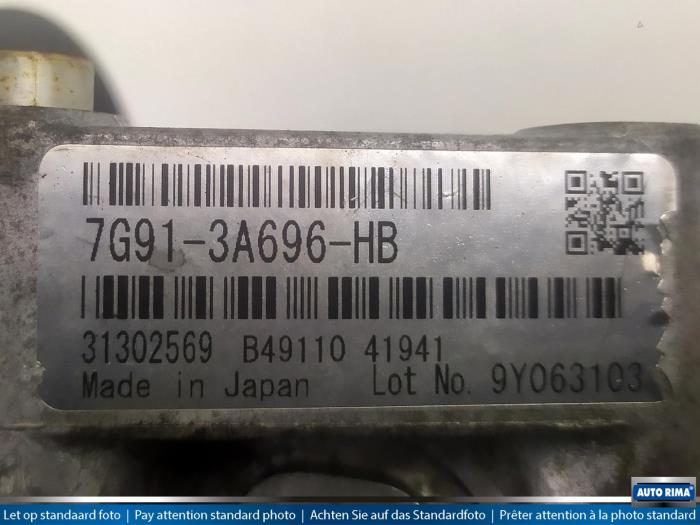 7G91-3A696-HB
31302569 B49110 41941
Made in Japan Lot No. 9Y063103
AUTO RIMA
Let op standaard foto | Pay attention standard photo | Achten Sie auf das Standardfoto | Prêter attention à la photo standard